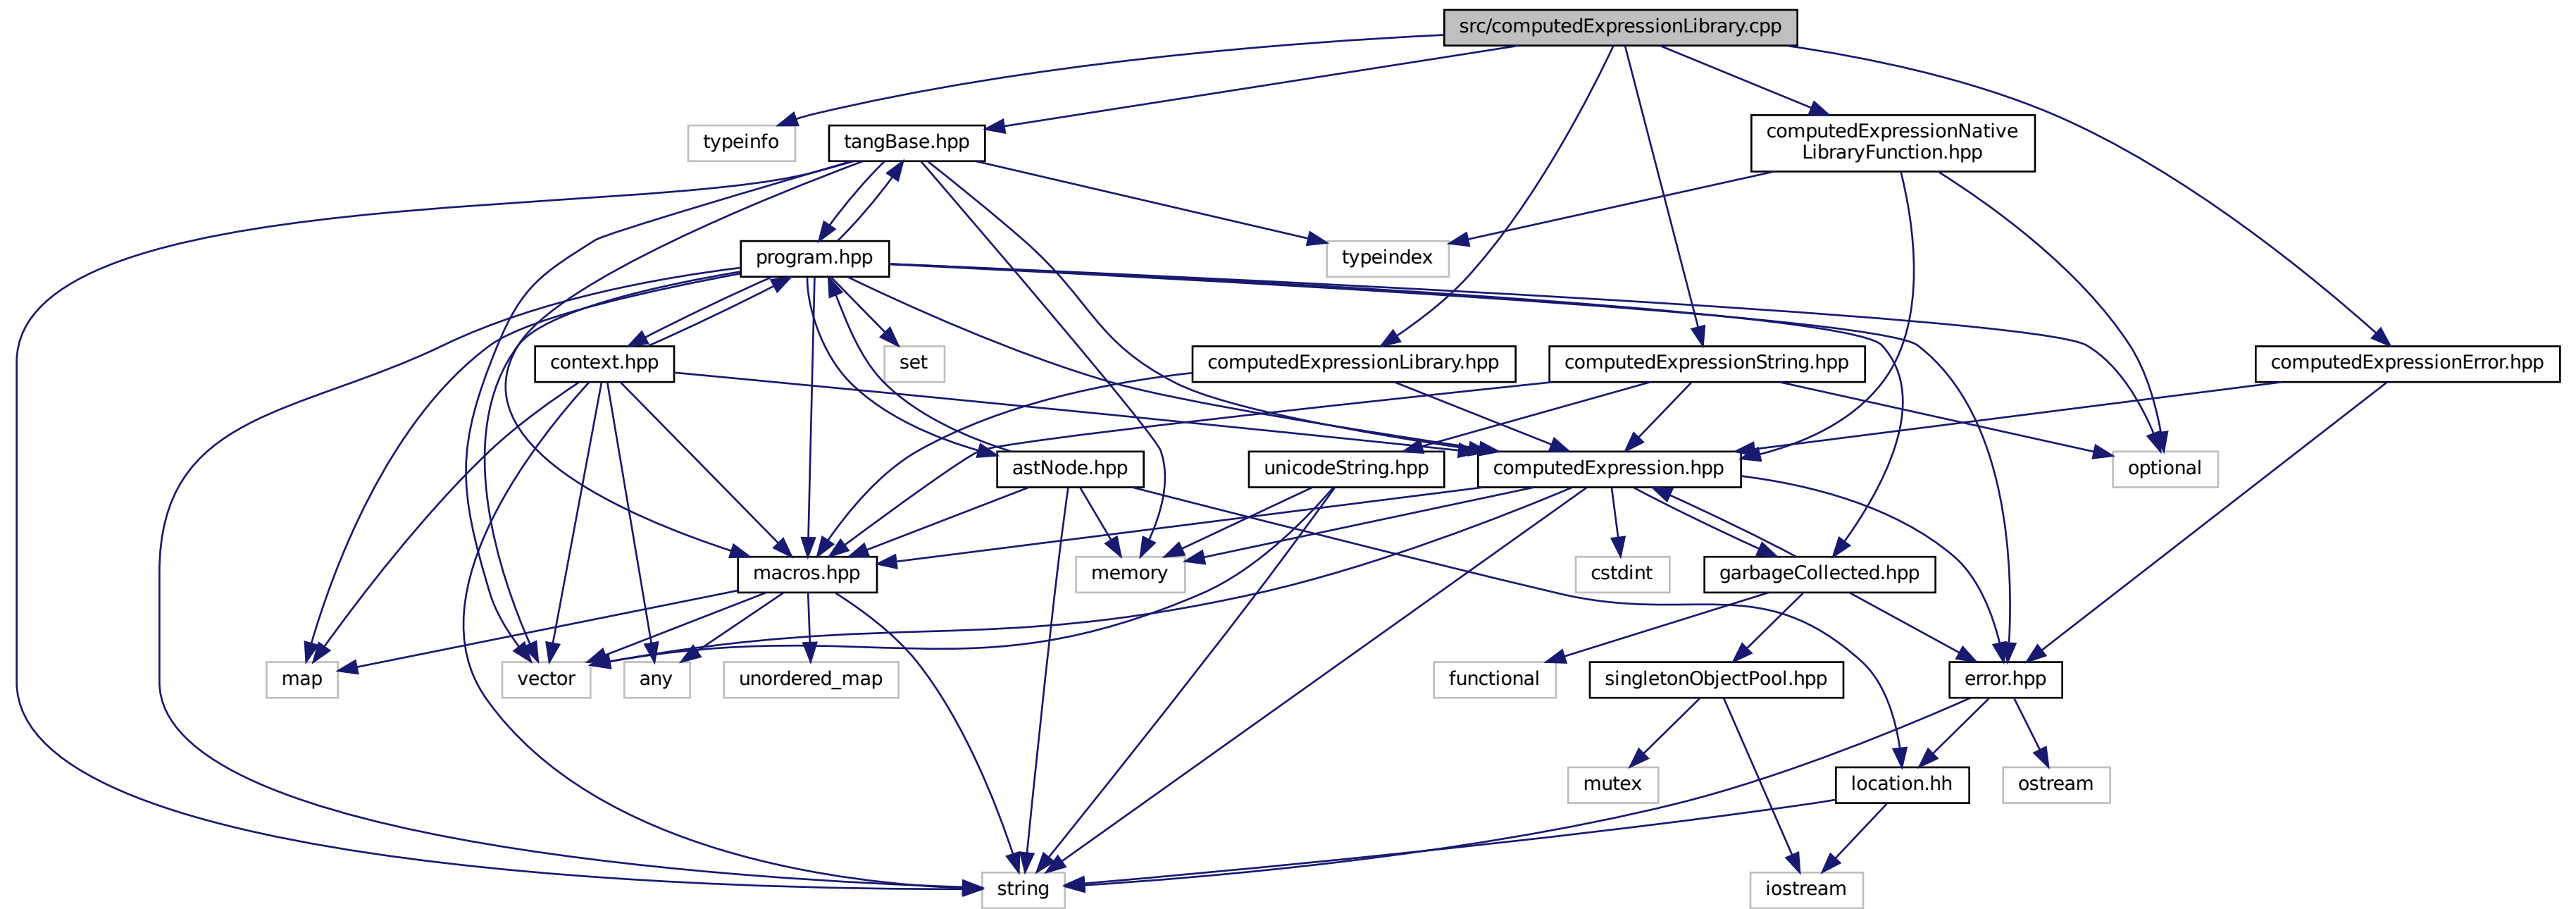 src/computedExpressionLibrary.cpp
typeinfo
tangBase.hpp
computedExpressionNative
LibraryFunction.hpp
program.hpp
typeindex
context.hpp
set
computedExpressionLibrary.hpp
computedExpressionString.hpp
computedExpressionError.hpp
astNode.hpp
unicodeString.hpp
computedExpression.hpp
optional
macros.hpp
memory
cstdint
garbageCollected.hpp
map
vector
any
unordered_map
functional
singletonObjectPool.hpp
error.hpp
mutex
location.hh
ostream
string
iostream